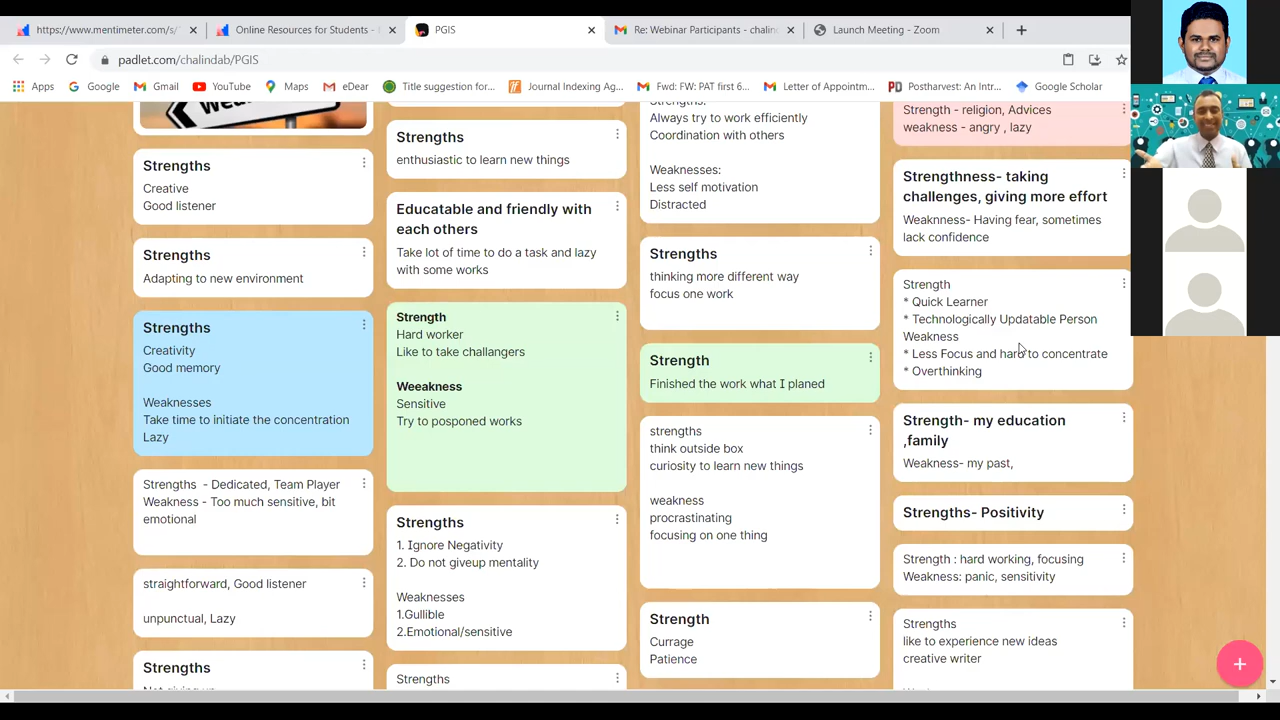 https://www.mentimeter.com/s/
Online Resources for Students -
PGIS
Re: Webinar Participants - chalin
Launch Meeting - Zoom
padlet.com/chalindab/PGIS
Apps
Google
Gmail
YouTube
Maps
eDear
Title suggestion for...
Journal Indexing Ag...
Fwd: FW: PAT first 6...
Letter of Appointm...
Postharvest: An Intr...
Google Scholar
Strengths
Creative
Good listener
Strengths
Adapting to new environment
Strengths
Creativity
Good memory
Weaknesses
Take time to initiate the concentration
Lazy
Strengths - Dedicated, Team Player
Weakness - Too much sensitive, bit
emotional
straightforward, Good listener
unpunctual, Lazy
Strengths
Strengths
enthusiastic to learn new things
Educatable and friendly with
each others
Take lot of time to do a task and lazy
with some works
Strength
Hard worker
Like to take challangers
Weeakness
Sensitive
Try to posponed works
Strengths
1. Ignore Negativity
2. Do not giveup mentality
Weaknesses
1.Gullible
2.Emotional/sensitive
Strengths
Strengths:
Always try to work efficiently
Coordination with others
Weaknesses:
Less self motivation
Distracted
Strengths
thinking more different way
focus one work
Strength
Finished the work what I planed
strengths
think outside box
curiosity to learn new things
weakness
procrastinating
focusing on one thing
Strength
Currage
Patience
Strength - religion, Advices
weakness - angry , lazy
Strengthness- taking
challenges, giving more effort
Weaknness- Having fear, sometimes
lack confidence
Strength
* Quick Learner
* Technologically Updatable Person
Weakness
* Less Focus and hard to concentrate
* Overthinking
Strength- my education
,family
Weakness- my past,
Strengths- Positivity
Strength : hard working, focusing
Weakness: panic, sensitivity
Strengths
like to experience new ideas
creative writer